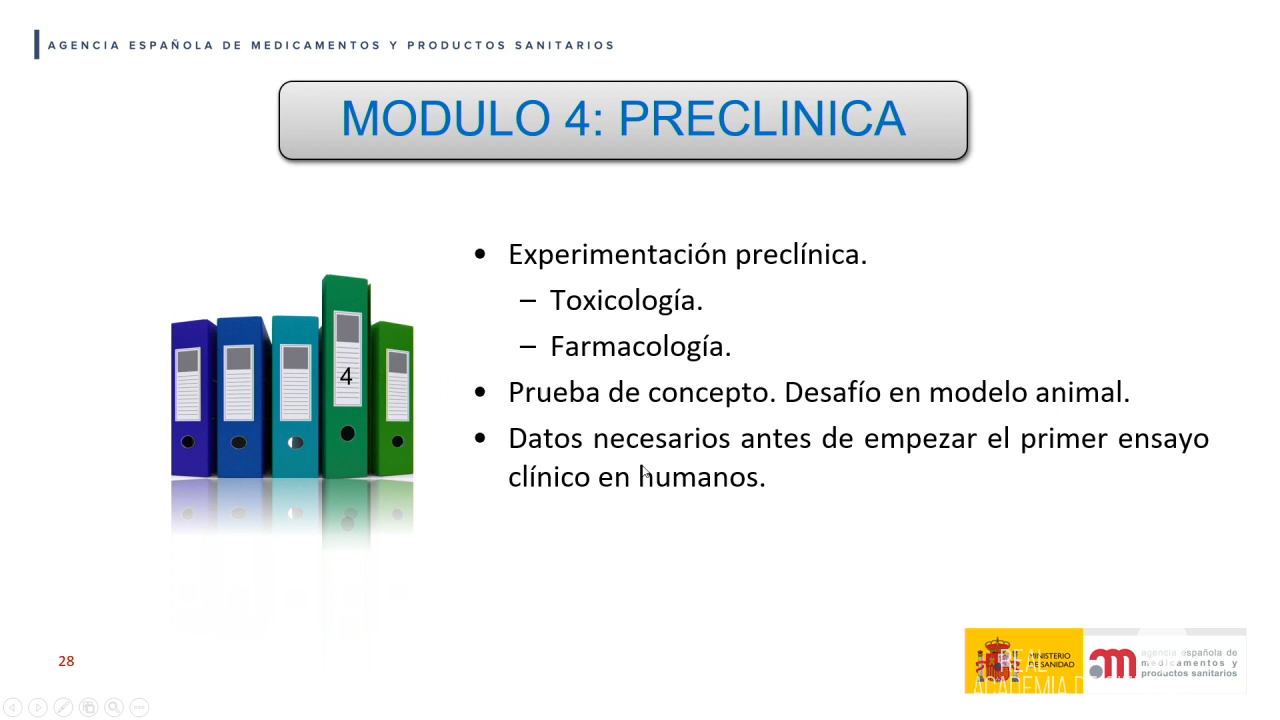 AGENCIA ESPAÑOLA DE MEDICAMENTOS Y PRODUCTOS SANITARIOS
MODULO 4: PRECLINICA
• Experimentación preclínica.
– Toxicología.
– Farmacología.
• Prueba de concepto. Desafío en modelo animal.
• Datos necesarios antes de empezar el primer ensayo
clínico en humanos.
4
28
MINISTERIO
DE SANIDAD
agencia española de
medicamentos y
productos sanitarios
REAL
ACADEMIA